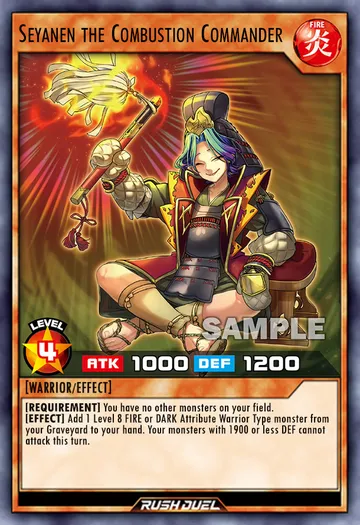 Seyanen the Combustion Commander
FIRE
炎
SAMPLE
LEVEL
4
ATK 1000 DEF 1200
[WARRIOR/EFFECT]
[REQUIREMENT] You have no other monsters on your field.
[EFFECT] Add 1 Level 8 FIRE or DARK Attribute Warrior Type monster from
your Graveyard to your hand. Your monsters with 1900 or less DEF cannot
attack this turn.
RUSH DUEL